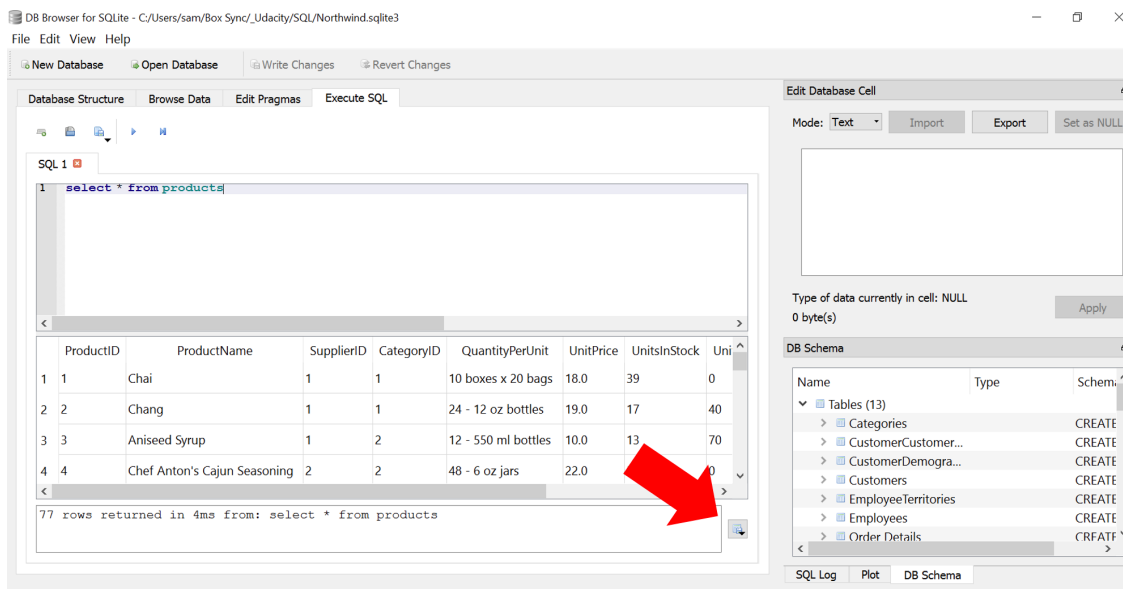 DB Browser for SQLite - C:/Users/sam/Box Sync/_Udacity/SQL/Northwind.sqlite3
File Edit View Help
New Database Open Database Write Changes Revert Changes
Database Structure Browse Data Edit Pragmas Execute SQL
SQL 1
1 select * from products
ProductID ProductName SupplierID CategoryID QuantityPerUnit UnitPrice UnitsInStock Uni
1 1 Chai 1 1 10 boxes x 20 bags 18.0 39 0
2 2 Chang 1 1 24 - 12 oz bottles 19.0 17 40
3 3 Aniseed Syrup 1 2 12 - 550 ml bottles 10.0 13 70
4 4 Chef Anton's Cajun Seasoning 2 2 48 - 6 oz jars 22.0 0
77 rows returned in 4ms from: select * from products
Edit Database Cell
Mode: Text Import Export Set as NULL
Type of data currently in cell: NULL
0 byte(s)
Apply
DB Schema
Name Type Schema
Tables (13)
Categories CREATE
CustomerCustomer... CREATE
CustomerDemogra... CREATE
Customers CREATE
EmployeeTerritories CREATE
Employees CREATE
Order Details CREATE
SQL Log Plot DB Schema